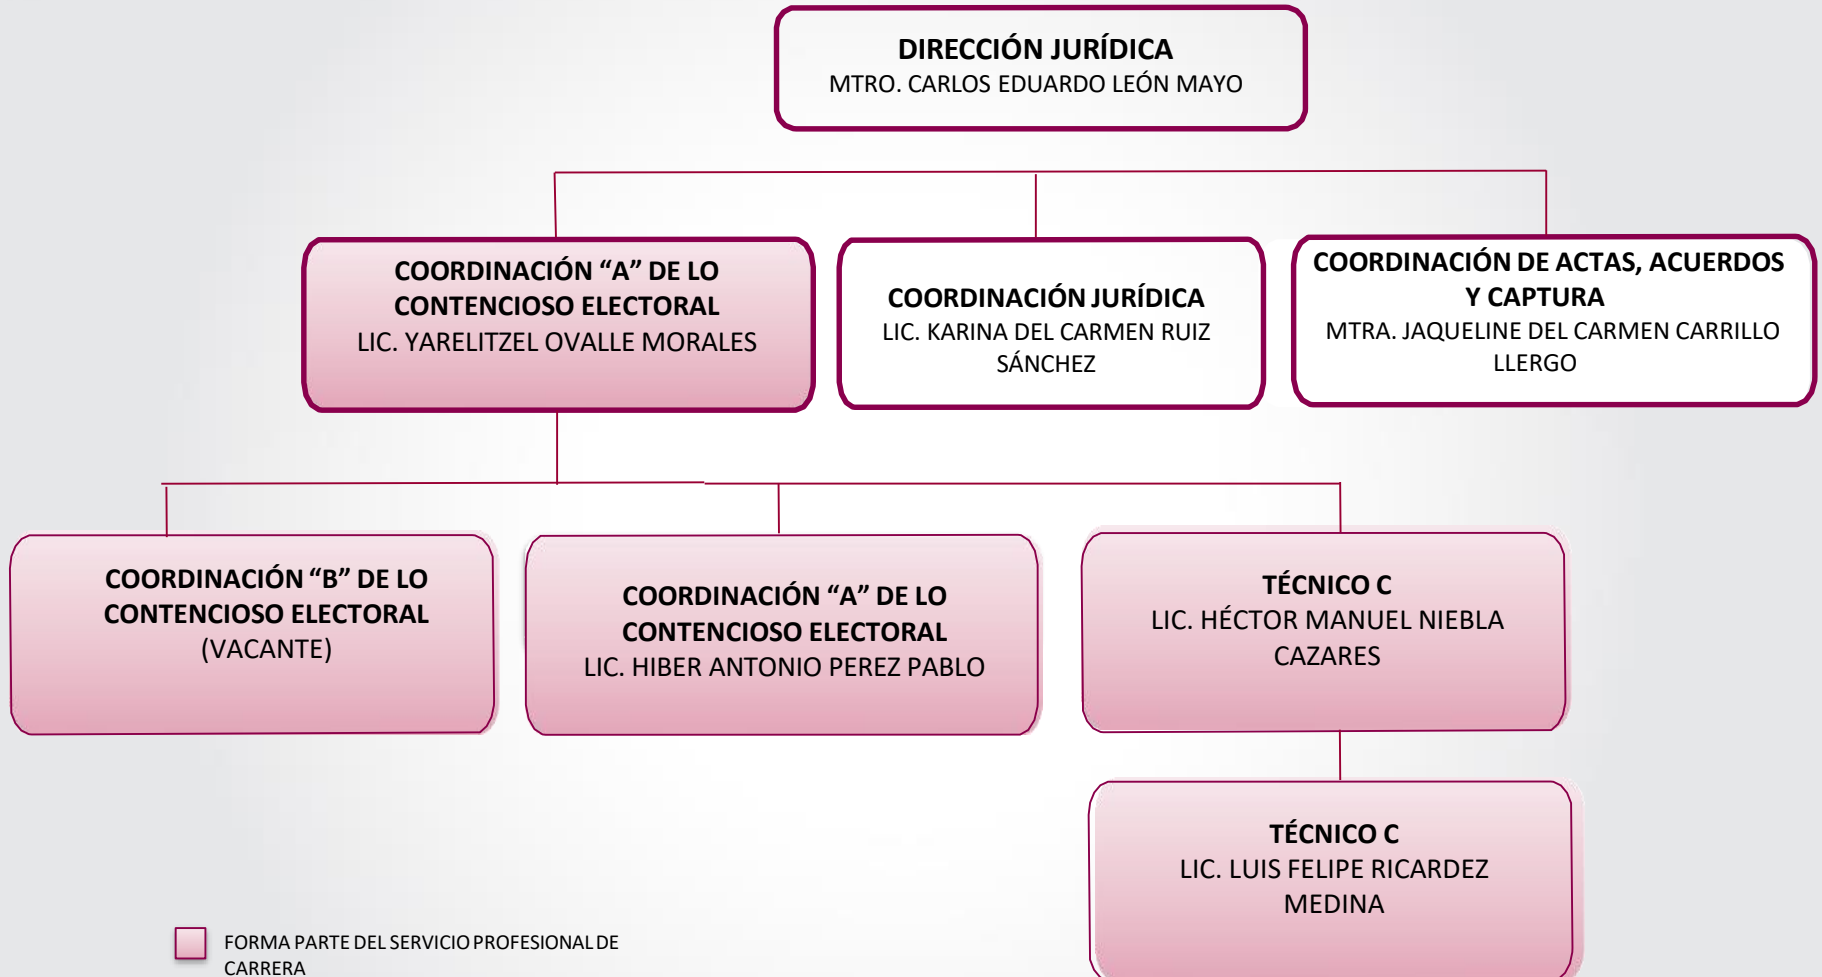 DIRECCIÓN JURÍDICA
MTRO. CARLOS EDUARDO LEÓN MAYO
COORDINACIÓN “A” DE LO
CONTENCIOSO ELECTORAL
LIC. YARELITZEL OVALLE MORALES
COORDINACIÓN JURÍDICA
LIC. KARINA DEL CARMEN RUIZ
SÁNCHEZ
COORDINACIÓN DE ACTAS, ACUERDOS
Y CAPTURA
MTRA. JAQUELINE DEL CARMEN CARRILLO
LLERGO
COORDINACIÓN “B” DE LO
CONTENCIOSO ELECTORAL
(VACANTE)
COORDINACIÓN “A” DE LO
CONTENCIOSO ELECTORAL
LIC. HIBER ANTONIO PEREZ PABLO
TÉCNICO C
LIC. HÉCTOR MANUEL NIEBLA
CAZARES
TÉCNICO C
LIC. LUIS FELIPE RICARDEZ
MEDINA
FORMA PARTE DEL SERVICIO PROFESIONAL DE
CARRERA